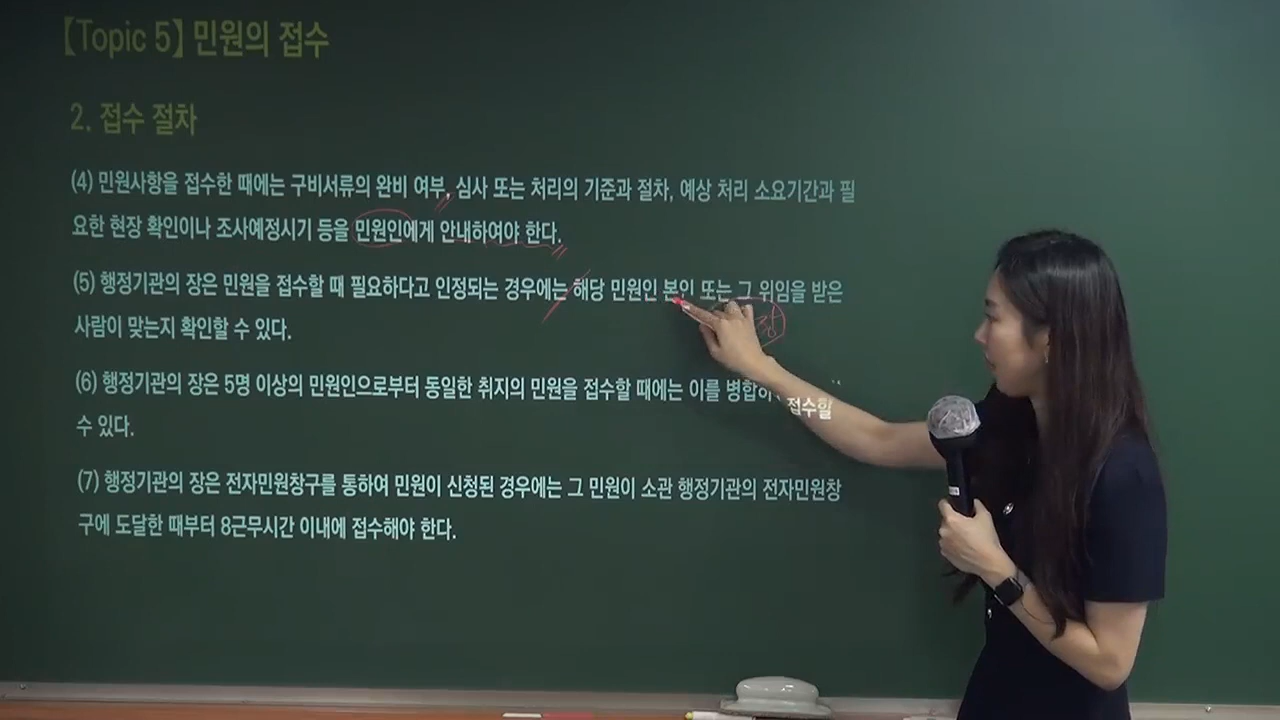 【Topic 5】 민원의 접수
2. 접수 절차
(4) 민원사항을 접수한 때에는 구비서류의 완비 여부, 심사 또는 처리의 기준과 절차, 예상 처리 소요기간과 필
요한 현장 확인이나 조사예정시기 등을 민원인에게 안내하여야 한다.
(5) 행정기관의 장은 민원을 접수할 때 필요하다고 인정되는 경우에는 해당 민원인 본인 또는 그 위임을 받은
사람이 맞는지 확인할 수 있다.
(6) 행정기관의 장은 5명 이상의 민원인으로부터 동일한 취지의 민원을 접수할 때에는 이를 접수할
수 있다.
(7) 행정기관의 장은 전자민원창구를 통하여 민원이 신청된 경우에는 그 민원이 소관 행정기관의 전자민원창
구에 도달한 때부터 8근무시간 이내에 접수해야 한다.